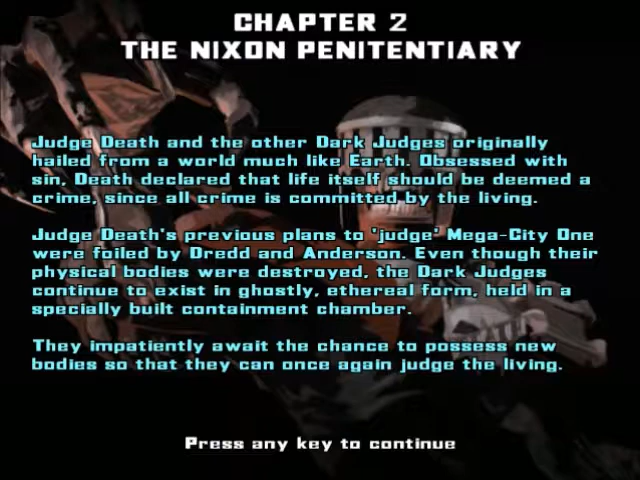 CHAPTER 2
THE NIXON PENITENTIARY
Judge Death and the other Dark Judges originally
hailed from a world much like Earth. Obsessed with
sin, Death declared that life itself should be deemed a
crime, since all crime is committed by the living.
Judge Death's previous plans to 'judge' Mega-City One
were foiled by Dredd and Anderson. Even though their
physical bodies were destroyed, the Dark Judges
continue to exist in ghostly, ethereal form, held in a
specially built containment chamber.
They impatiently await the chance to possess new
bodies so that they can once again judge the living.
Press any key to continue